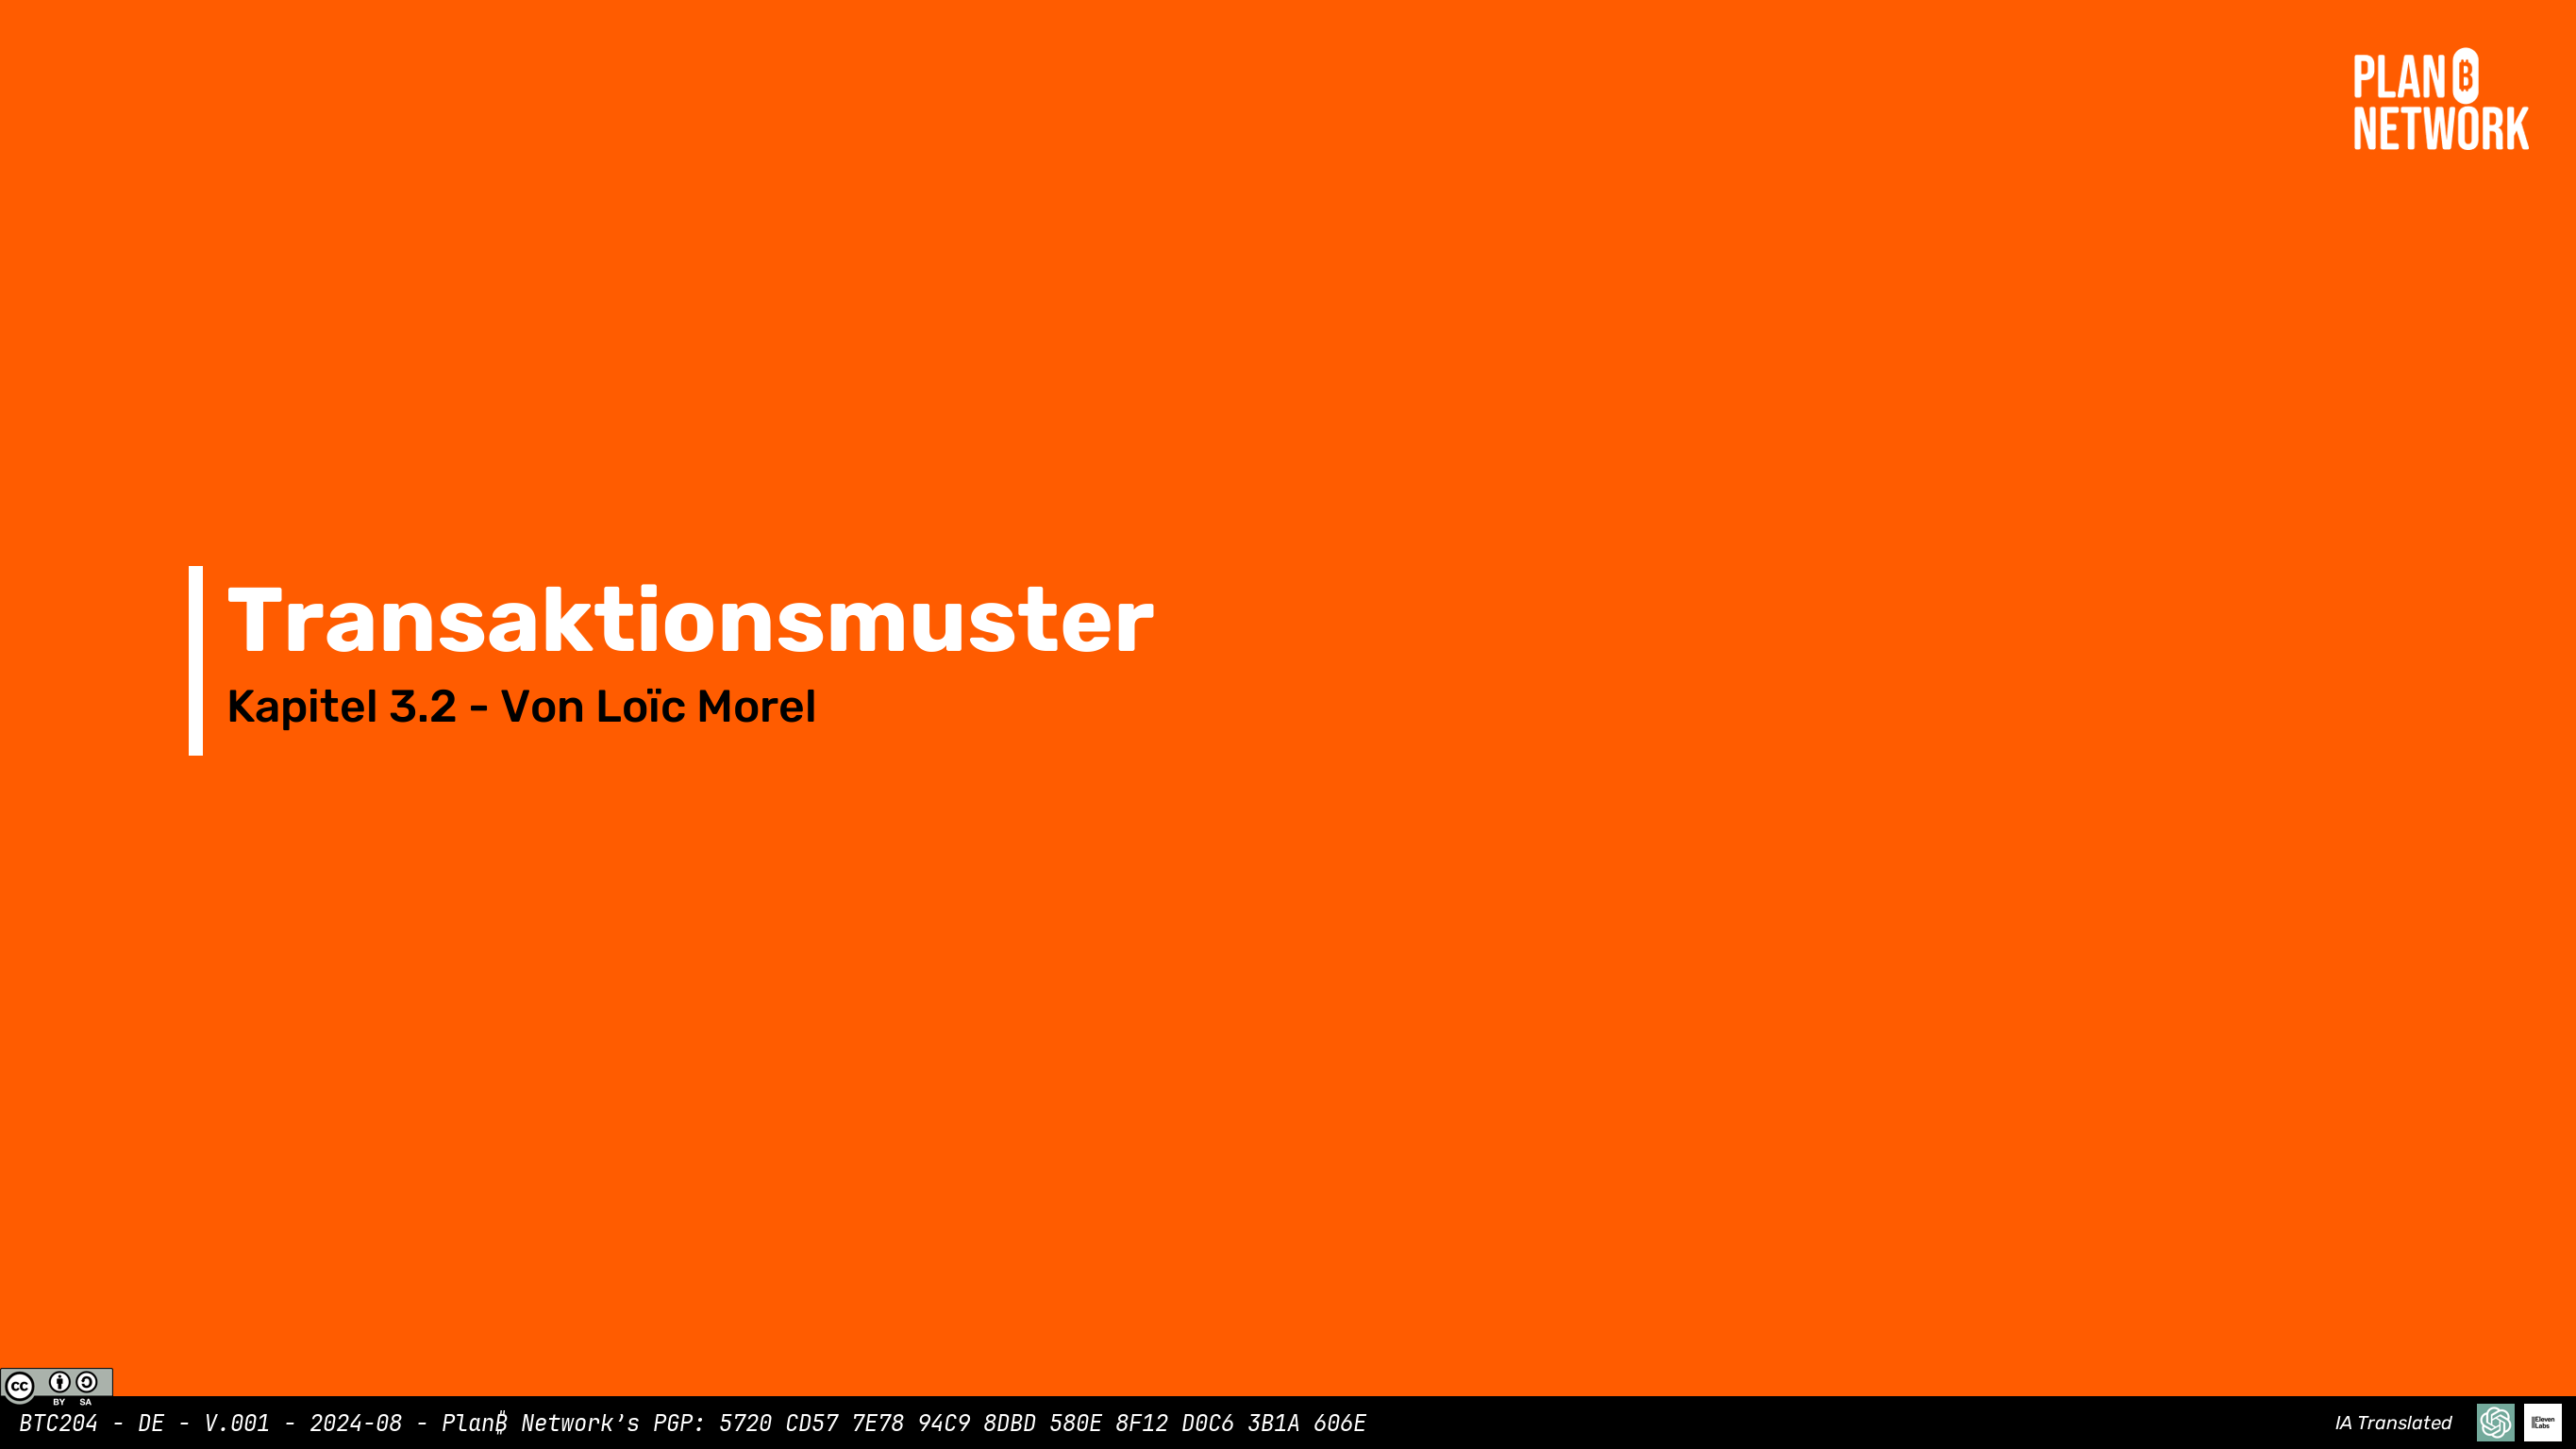 PLAN ₿
NETWORK
Transaktionsmuster
Kapitel 3.2 - Von Loïc Morel
cc
BY SA
BTC204 - DE - V.001 - 2024-08 - Plan₿ Network’s PGP: 5720 CD57 7E78 94C9 8DBD 580E 8F12 D0C6 3B1A 606E
IA Translated
ElevenLabs